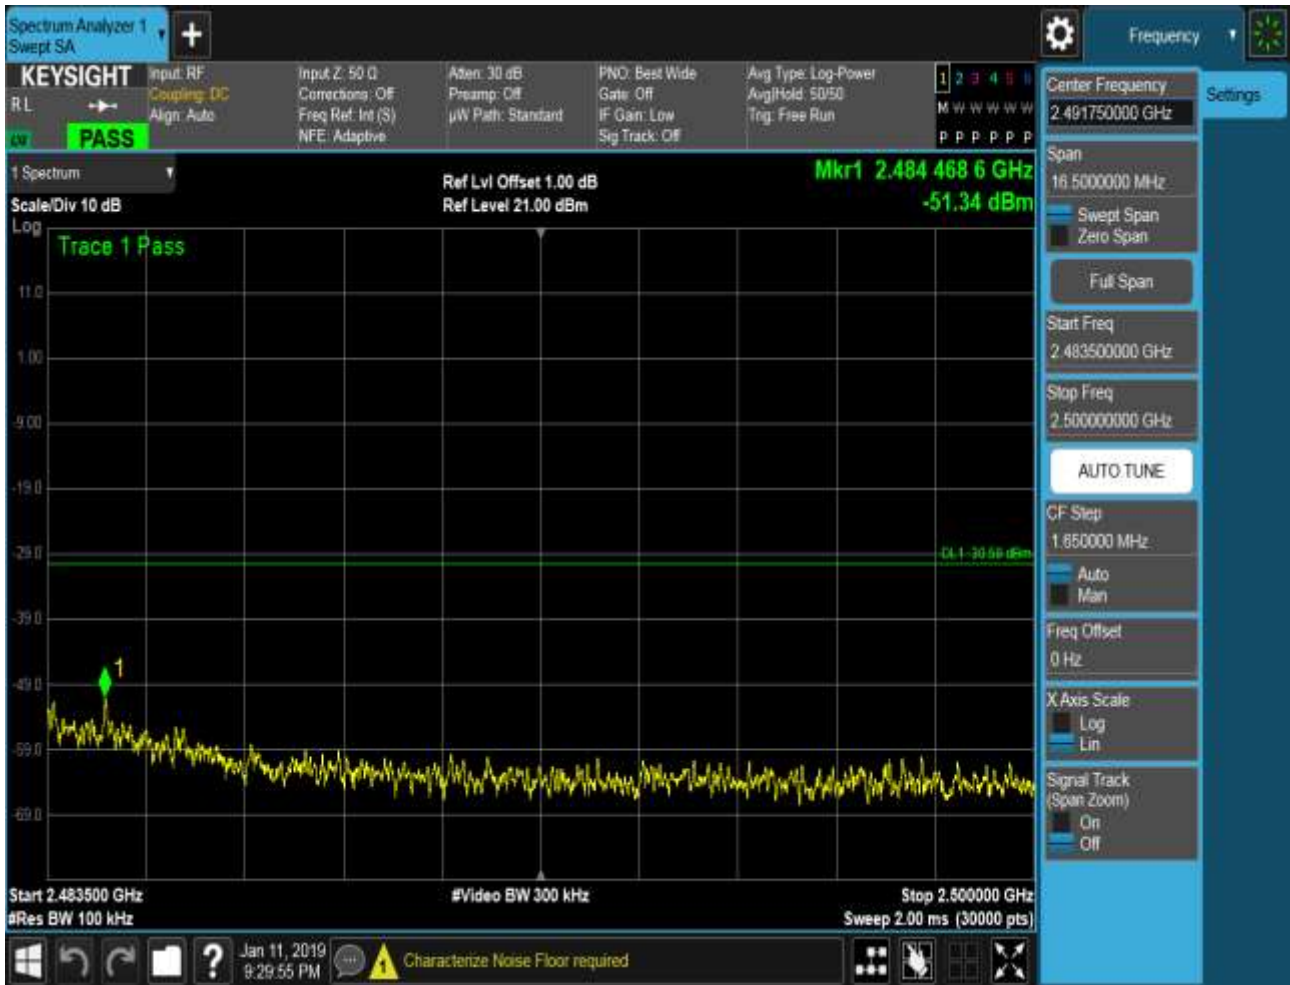 Spectrum Analyzer 1
Swept SA
Frequency
KEYSIGHT
RL
PASS
Input: RF
Coupling: DC
Align: Auto
Input Z: 50 Ω
Corrections: Off
Freq Ref: Int (S)
NFE: Adaptive
Atten: 30 dB
Preamp: Off
µW Path: Standard
PNO: Best Wide
Gate: Off
IF Gain: Low
Sig Track: Off
Avg Type: Log-Power
Avg|Hold: 50/50
Trig: Free Run
1 2 3 4 5 6
M W W W W W
P P P P P P
1 Spectrum
Scale/Div 10 dB
Ref Lvl Offset 1.00 dB
Ref Level 21.00 dBm
Mkr1 2.484 468 6 GHz
-51.34 dBm
Log
Trace 1 Pass
11.0
1.00
-9.00
-19.0
-29.0
DL1 -30.59 dBm
-39.0
1
-49.0
-59.0
-69.0
Start 2.483500 GHz
#Video BW 300 kHz
Stop 2.500000 GHz
#Res BW 100 kHz
Sweep 2.00 ms (30000 pts)
Center Frequency
2.491750000 GHz
Settings
Span
16.5000000 MHz
Swept Span
Zero Span
Full Span
Start Freq
2.483500000 GHz
Stop Freq
2.500000000 GHz
AUTO TUNE
CF Step
1.650000 MHz
Auto
Man
Freq Offset
0 Hz
X Axis Scale
Log
Lin
Signal Track
(Span Zoom)
On
Off
?
Jan 11, 2019
9:29:55 PM
1
Characterize Noise Floor required